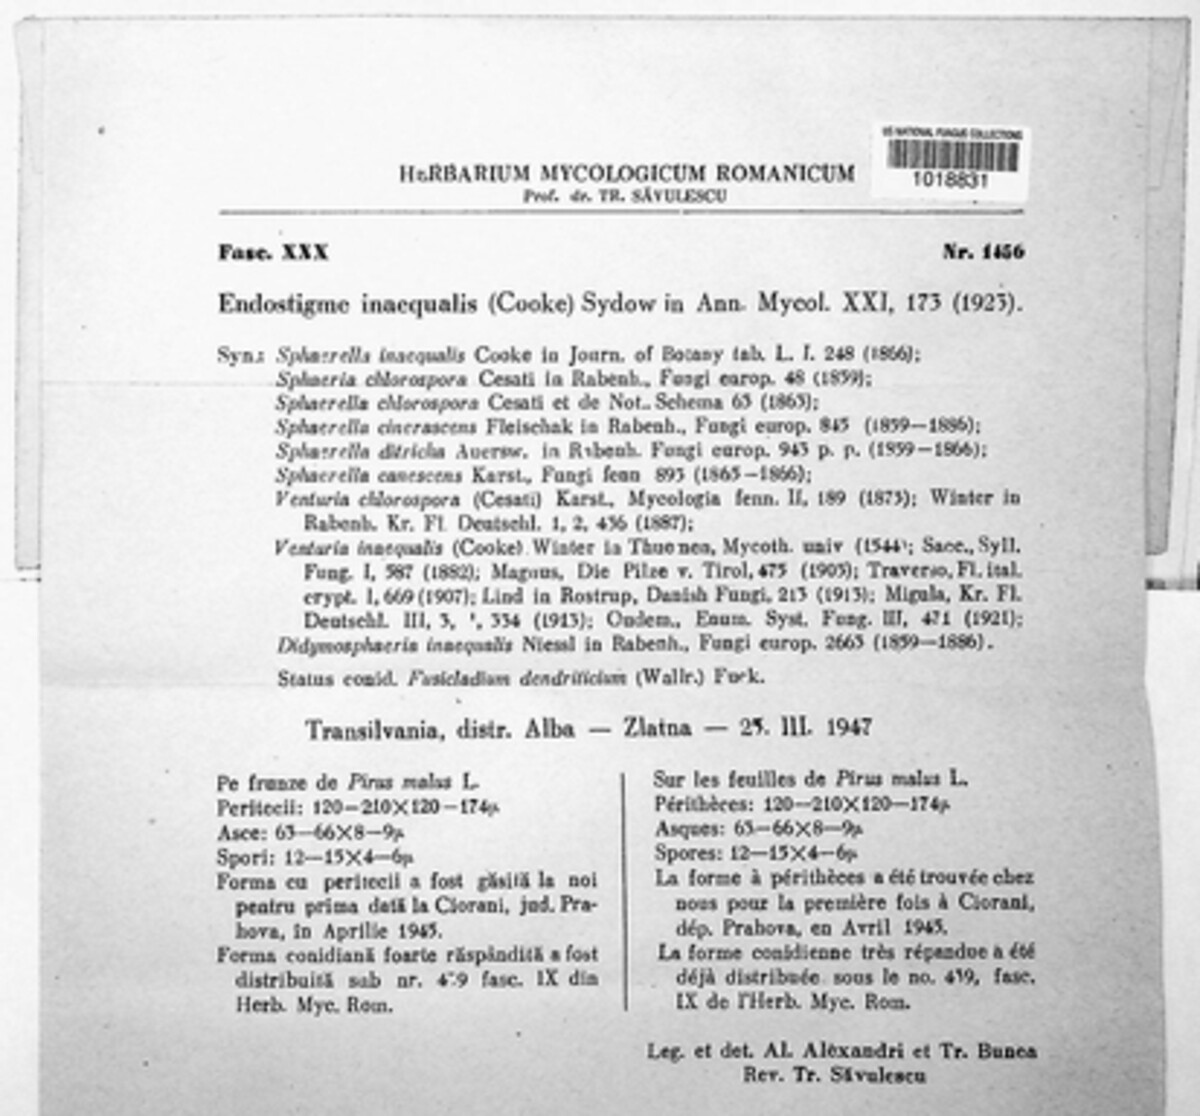 US NATIONAL FUNGUS COLLECTIONS
1018831
HERBARIUM MYCOLOGICUM ROMANICUM
Prof. dr. TR. SĂVULESCU
Fasc. XXX Nr. 1456
Endostigme inaequalis (Cooke) Sydow in Ann. Mycol. XXI, 173 (1923).
Syn.: Sphaerella inaequalis Cooke in Journ. of Botany tab. L. I. 248 (1866);
Sphaeria chlorospora Cesati in Rabenh., Fungi europ. 48 (1859);
Sphaerella chlorospora Cesati et de Not. Schema 63 (1863);
Sphaerella cinerascens Fleischak in Rabenh., Fungi europ. 845 (1859—1886);
Sphaerella ditricha Auersw. in Rabenh. Fungi europ. 943 p. p. (1859—1866);
Sphaerella canescens Karst., Fungi fenn 893 (1865—1866);
Venturia chlorospora (Cesati) Karst., Mycologia fenn. II, 189 (1873); Winter in
Rabenh. Kr. Fl. Deutschl. 1, 2, 436 (1887);
Venturia inaequalis (Cooke) Winter in Thuemen, Mycoth. univ (1544); Sacc., Syll.
Fung. I, 587 (1882); Magnus, Die Pilze v. Tirol, 475 (1905); Traverso, Fl. ital.
crypt. I, 669 (1907); Lind in Rostrup, Danish Fungi, 213 (1913); Migula, Kr. Fl.
Deutschl. III, 3, 334 (1913); Oudem., Enum. Syst. Fung. III, 471 (1921);
Didymosphaeria inaequalis Niessl in Rabenh., Fungi europ. 2663 (1859—1886).
Status conid. Fusicladium dendriticium (Wallr.) Fuck.
Transilvania, distr. Alba — Zlatna — 25. III. 1947
Pe frunze de Pirus malus L.
Peritecii: 120—210×120—174μ
Asce: 63—66×8—9μ
Spori: 12—15×4—6μ
Forma cu peritecii a fost găsită la noi
pentru prima dată la Ciorani, jud. Pra-
hova, în Aprilie 1945.
Forma conidiană foarte răspândită a fost
distribuită sub nr. fasc. IX din
Herb. Myc. Rom.
Sur les feuilles de Pirus malus L.
Périthèces: 120—210×120—174μ
Asques: 63—66×8—9μ
Spores: 12—15×4—6μ
La forme à périthèces a été trouvée chez
nous pour la première fois à Ciorani,
dép. Prahova, en Avril 1945.
La forme conidienne très répandue a été
déjà distribuée sous le no. fasc.
IX de l'Herb. Myc. Rom.
Leg. et det. Al. Alexandri et Tr. Bunea
Rev. Tr. Săvulescu